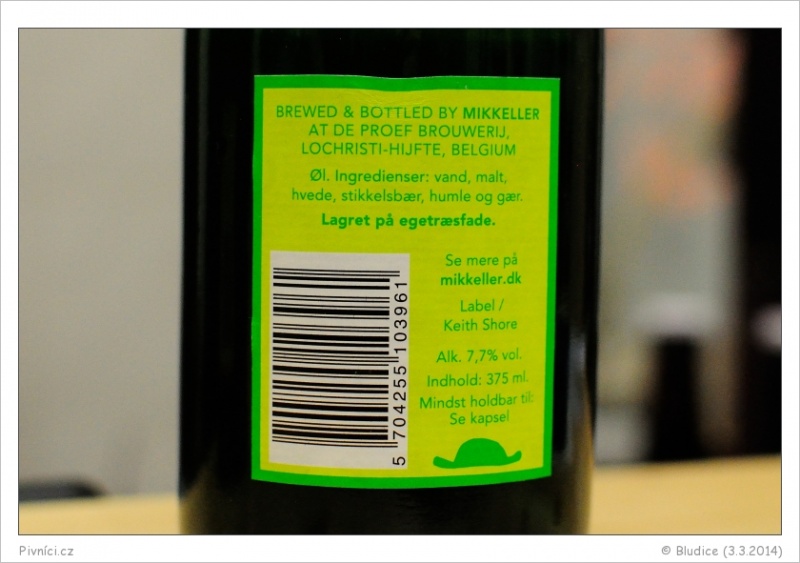 BREWED & BOTTLED BY MIKKELLER
AT DE PROEF BROUWERIJ,
LOCHRISTI-HIJFTE, BELGIUM
Øl. Ingredienser: vand, malt,
hvede, stikkelsbær, humle og gær.
Lagret på egetræsfade.
5 704255 103961
Se mere på
mikkeller.dk
Label /
Keith Shore
Alk. 7,7% vol.
Indhold: 375 ml.
Mindst holdbar til:
Se kapsel
Pivníci.cz
© Bludice (3.3.2014)